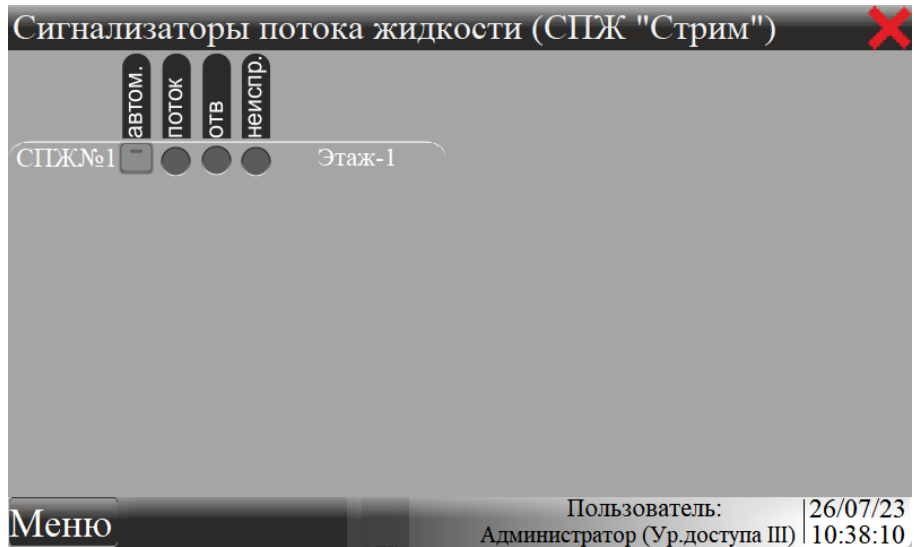 Сигнализаторы потока жидкости (СПЖ "Стрим")
автом. поток отв неиспр.
СПЖ№1 Этаж-1
Меню
Пользователь:
Администратор (Ур.доступа III)
26/07/23
10:38:10